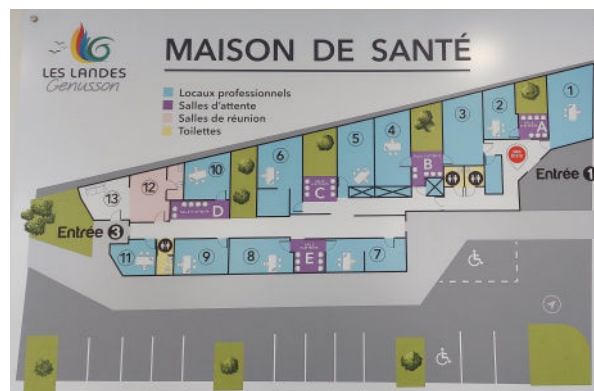 LES LANDES
Genusson
MAISON DE SANTÉ
Locaux professionnels
Salles d'attente
Salles de réunion
Toilettes
1
2
3
4
5
6
7
8
9
10
11
12
13
A
B
C
D
E
Entrée 1
Entrée 3